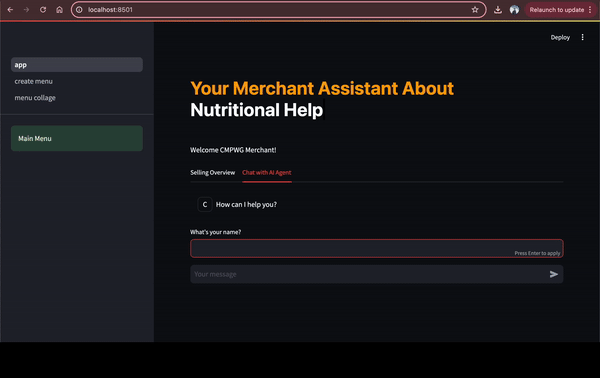 localhost:8501
Relaunch to update
Deploy
app
create menu
menu collage
Main Menu
Your Merchant Assistant About
Nutritional Help
Welcome CMPWG Merchant!
Selling Overview Chat with Ai Agent
C How can I help you?
What's your name?
Press Enter to apply
Your message